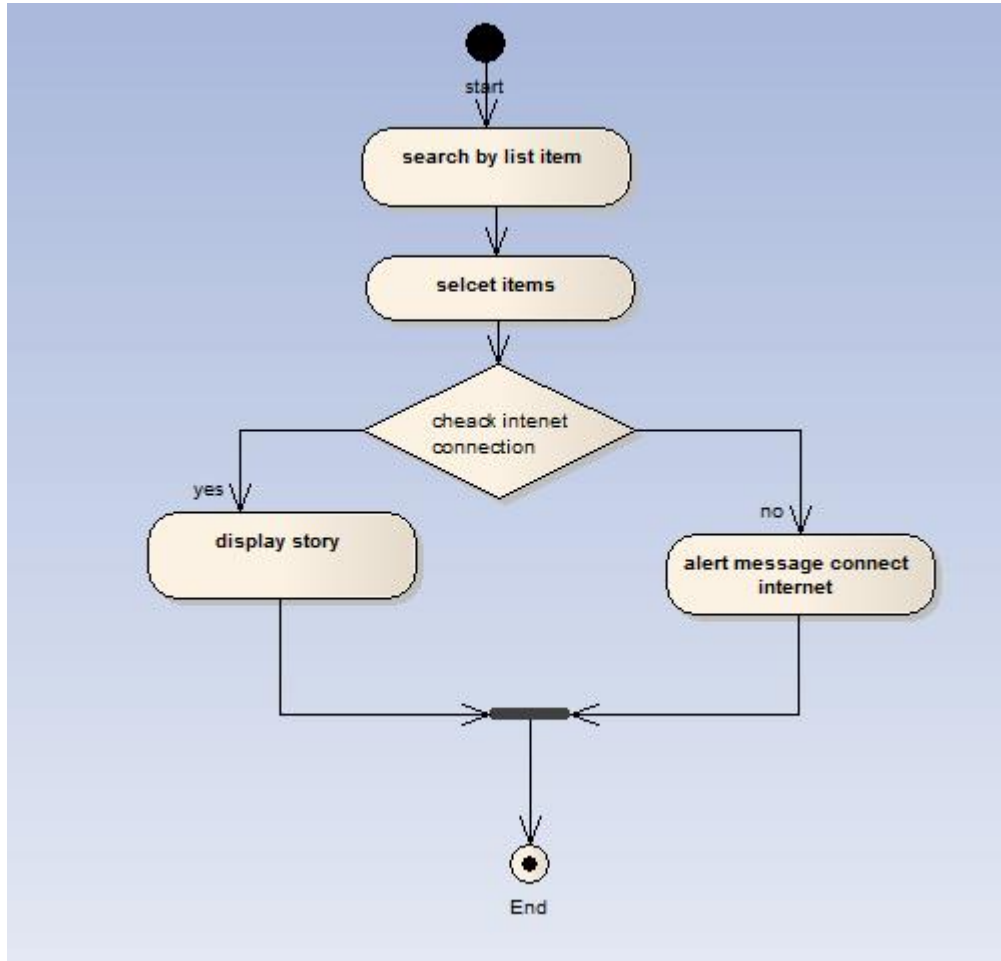 start
search by list item
selcet items
cheack intenet
connection
yes
no
display story
alert message connect
internet
End